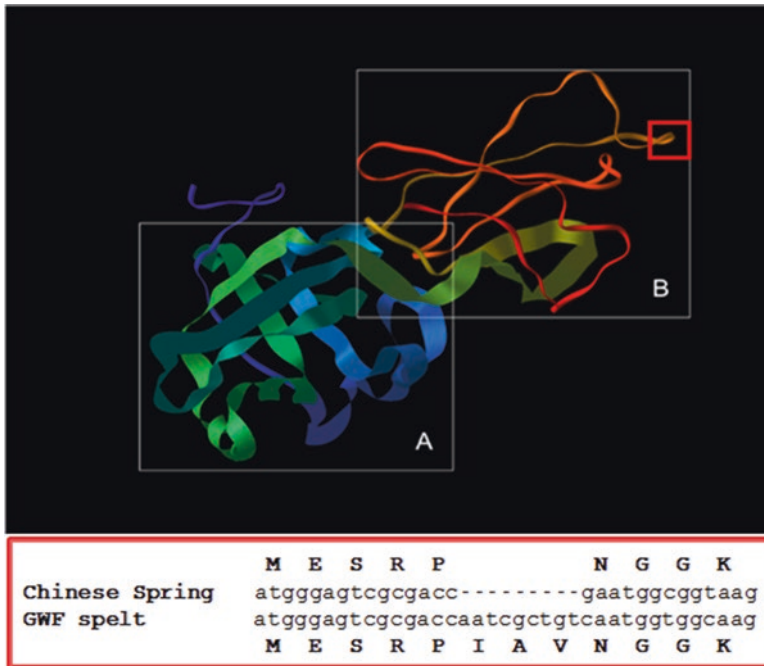 A
B
M E S R P N G G K
Chinese Spring atgggagtcgcgacc---------gaatggcggtaag
GWF spelt atgggagtcgcgaccaatcgctgtcaatggtggcaag
M E S R P I A V N G G K